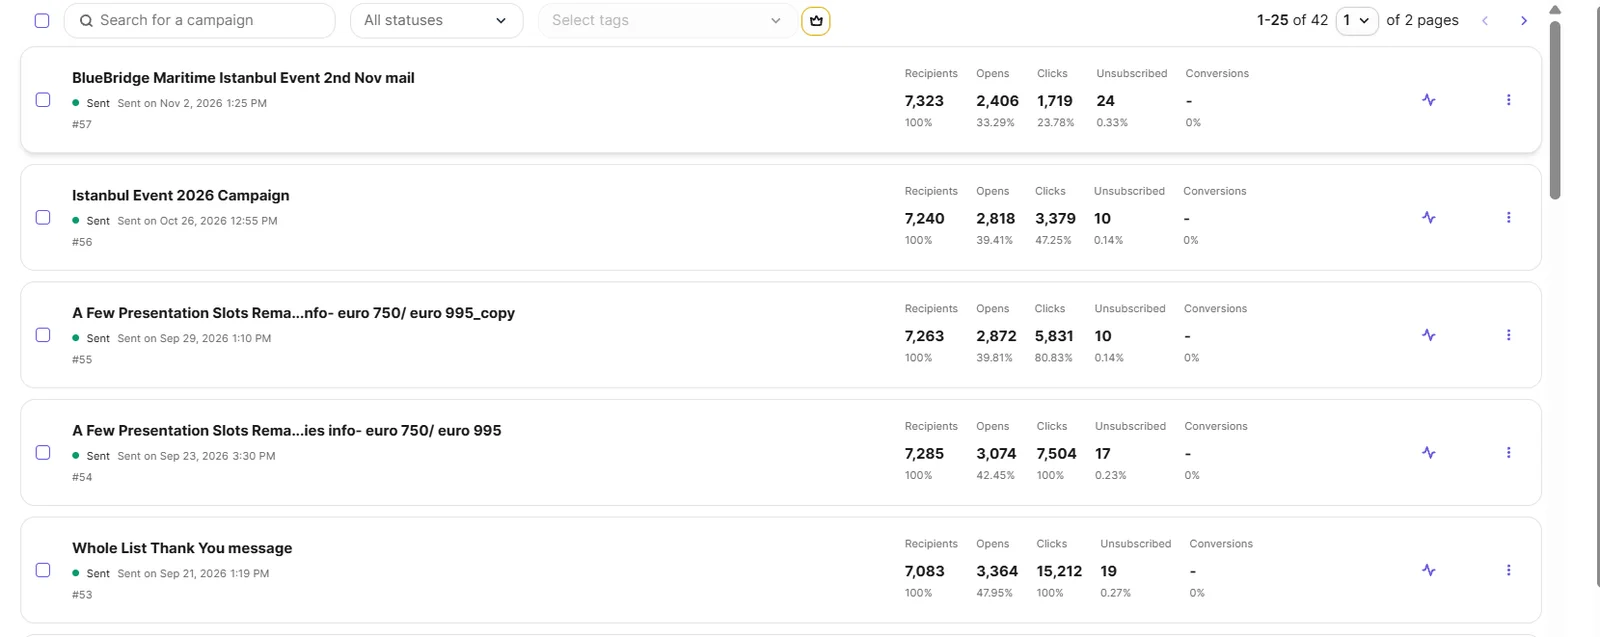 Search for a campaign All statuses Select tags 1-25 of 42 1 of 2 pages
BlueBridge Maritime Istanbul Event 2nd Nov mail
Sent Sent on Nov 2, 2026 1:25 PM
#57
Recipients Opens Clicks Unsubscribed Conversions
7,323 2,406 1,719 24 -
100% 33.29% 23.78% 0.33% 0%
Istanbul Event 2026 Campaign
Sent Sent on Oct 26, 2026 12:55 PM
#56
Recipients Opens Clicks Unsubscribed Conversions
7,240 2,818 3,379 10 -
100% 39.41% 47.25% 0.14% 0%
A Few Presentation Slots Rema...nfo- euro 750/ euro 995_copy
Sent Sent on Sep 29, 2026 1:10 PM
#55
Recipients Opens Clicks Unsubscribed Conversions
7,263 2,872 5,831 10 -
100% 39.81% 80.83% 0.14% 0%
A Few Presentation Slots Rema...ies info- euro 750/ euro 995
Sent Sent on Sep 23, 2026 3:30 PM
#54
Recipients Opens Clicks Unsubscribed Conversions
7,285 3,074 7,504 17 -
100% 42.45% 100% 0.23% 0%
Whole List Thank You message
Sent Sent on Sep 21, 2026 1:19 PM
#53
Recipients Opens Clicks Unsubscribed Conversions
7,083 3,364 15,212 19 -
100% 47.95% 100% 0.27% 0%